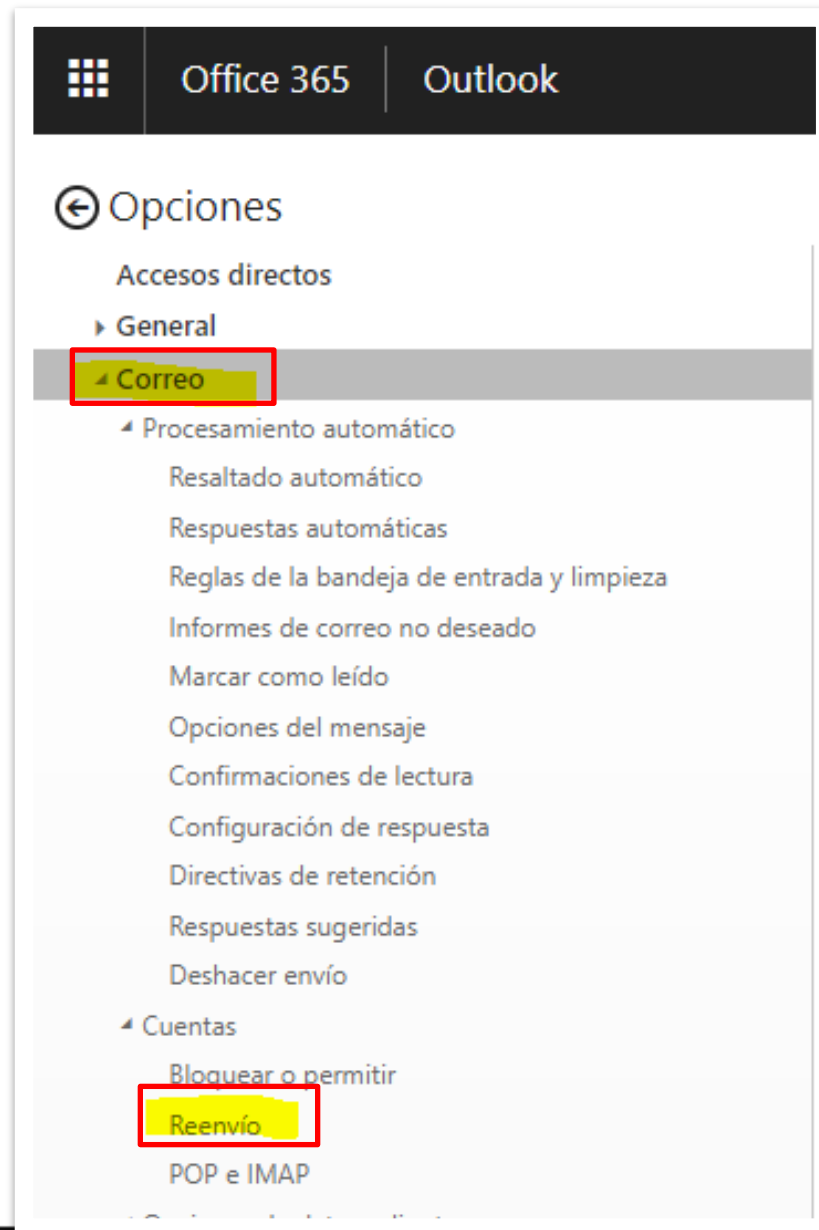 Office 365 Outlook
Opciones
Accesos directos
General
Correo
Procesamiento automático
Resaltado automático
Respuestas automáticas
Reglas de la bandeja de entrada y limpieza
Informes de correo no deseado
Marcar como leído
Opciones del mensaje
Confirmaciones de lectura
Configuración de respuesta
Directivas de retención
Respuestas sugeridas
Deshacer envío
Cuentas
Bloquear o permitir
Reenvío
POP e IMAP